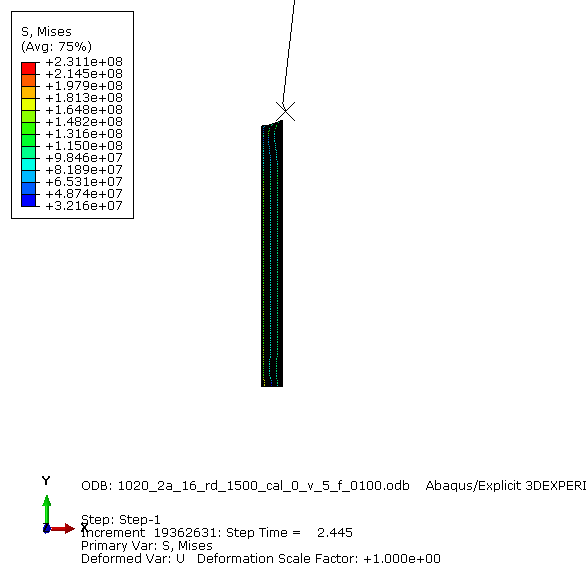 S, Mises
(Avg: 75%)
+2.311e+08
+2.145e+08
+1.979e+08
+1.813e+08
+1.648e+08
+1.482e+08
+1.316e+08
+1.150e+08
+9.846e+07
+8.189e+07
+6.531e+07
+4.874e+07
+3.216e+07
Y
ODB: 1020_2a_16_rd_1500_cal_0_v_5_f_0100.odb Abaqus/Explicit 3DEXPERI
Step: Step-1
X
Increment 19362631: Step Time = 2.445
Primary Var: S, Mises
Deformed Var: U Deformation Scale Factor: +1.000e+00